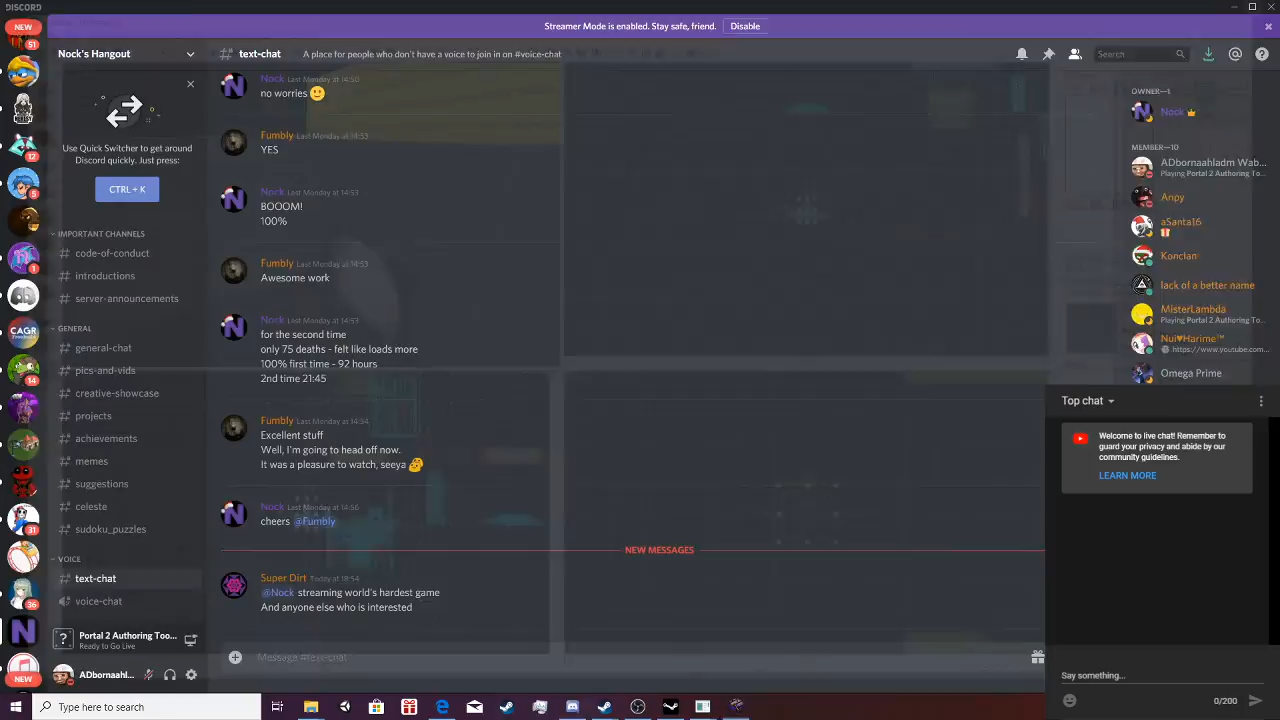 DISCORD
Streamer Mode is enabled. Stay safe, friend.
Disable
NEW
51
12
5
1
CAGR
14
31
36
NEW
Nock's Hangout
Use Quick Switcher to get around
Discord quickly. Just press:
CTRL + K
IMPORTANT CHANNELS
# code-of-conduct
# introductions
# server-announcements
GENERAL
# general-chat
# pics-and-vids
# creative-showcase
# projects
# achievements
# memes
# suggestions
# celeste
# sudoku_puzzles
VOICE
# text-chat
voice-chat
? Portal 2 Authoring Too...
Ready to Go Live
ADbornaahl...
# text-chat
A place for people who don't have a voice to join in on #voice-chat
Search
Nock Last Monday at 14:50
no worries
Fumbly Last Monday at 14:53
YES
Nock Last Monday at 14:53
BOOOM!
100%
Fumbly Last Monday at 14:53
Awesome work
Nock Last Monday at 14:53
for the second time
only 75 deaths - felt like loads more
100% first time - 92 hours
2nd time 21:45
Fumbly Last Monday at 14:54
Excellent stuff
Well, I'm going to head off now.
It was a pleasure to watch, seeya
Nock Last Monday at 14:56
cheers @Fumbly
NEW MESSAGES
Super Dirt Today at 18:54
@Nock streaming world's hardest game
And anyone else who is interested
Message #text-chat
OWNER—1
Nock
MEMBER—10
ADbornaahladm Wab...
Playing Portal 2 Authoring To...
Anpy
aSanta16
Konclan
lack of a better name
MisterLambda
Playing Portal 2 Authoring To...
Nui♥Harime™
https://www.youtube.com...
Omega Prime
Top chat
Welcome to live chat! Remember to
guard your privacy and abide by our
community guidelines.
LEARN MORE
Say something...
0/200
Type here to search